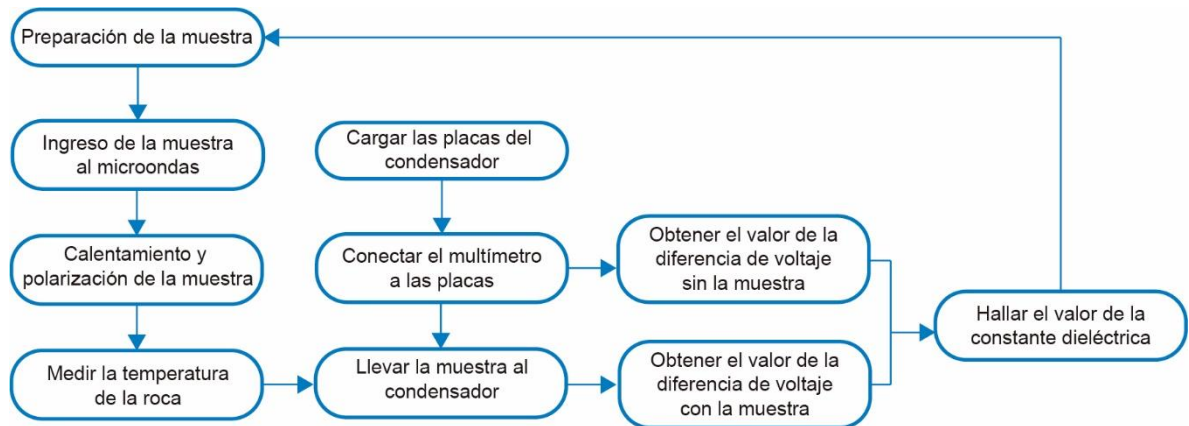 Preparación de la muestra
Ingreso de la muestra
al microondas
Calentamiento y
polarización de la muestra
Medir la temperatura
de la roca
Cargar las placas del
condensador
Conectar el multímetro
a las placas
Llevar la muestra al
condensador
Obtener el valor de la
diferencia de voltaje
sin la muestra
Obtener el valor de la
diferencia de voltaje
con la muestra
Hallar el valor de la
constante dieléctrica